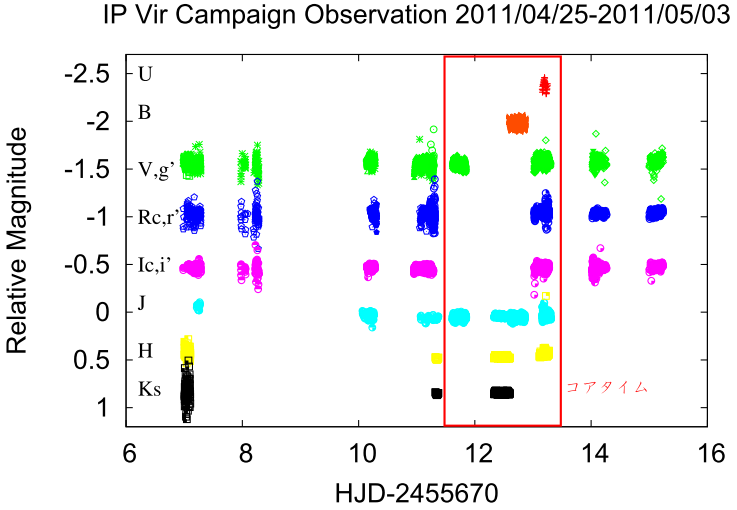 IP Vir Campaign Observation 2011/04/25-2011/05/03
-2.5
U
B
-2
-1.5
V,g'
-1
Rc,r'
-0.5
Ic,i'
J
0
H
0.5
Ks
コアタイム
1
6
8
10
12
14
16
Relative Magnitude
HJD-2455670